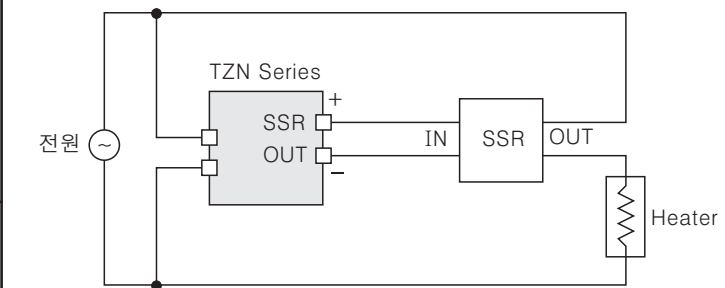 TZN Series
+
SSR
OUT
−
IN
SSR
OUT
전원
~
Heater